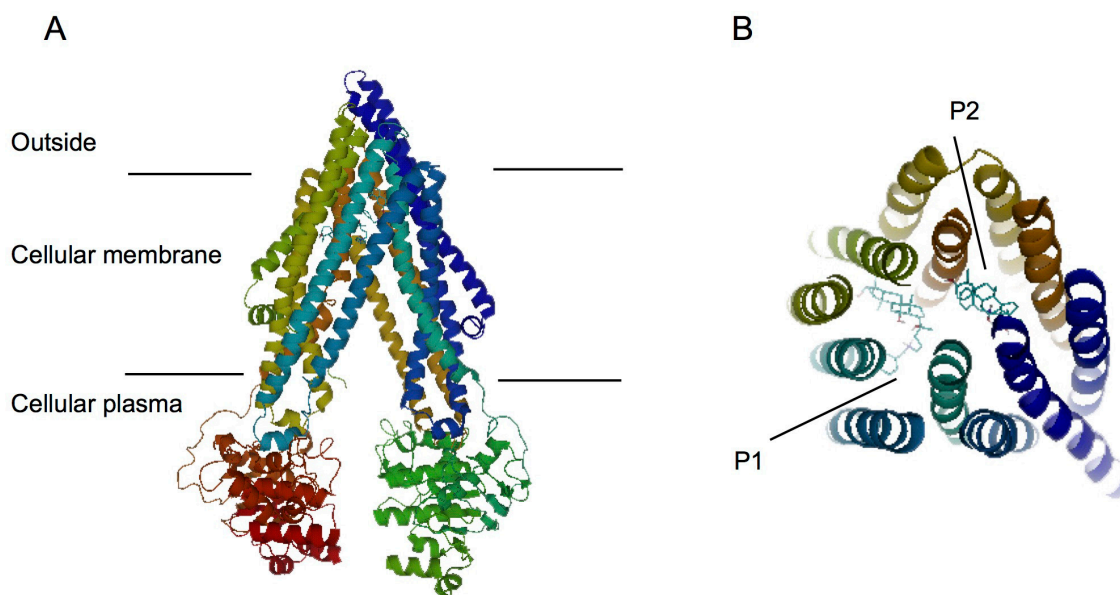 A
B
P2
Outside
Cellular membrane
Cellular plasma
P1